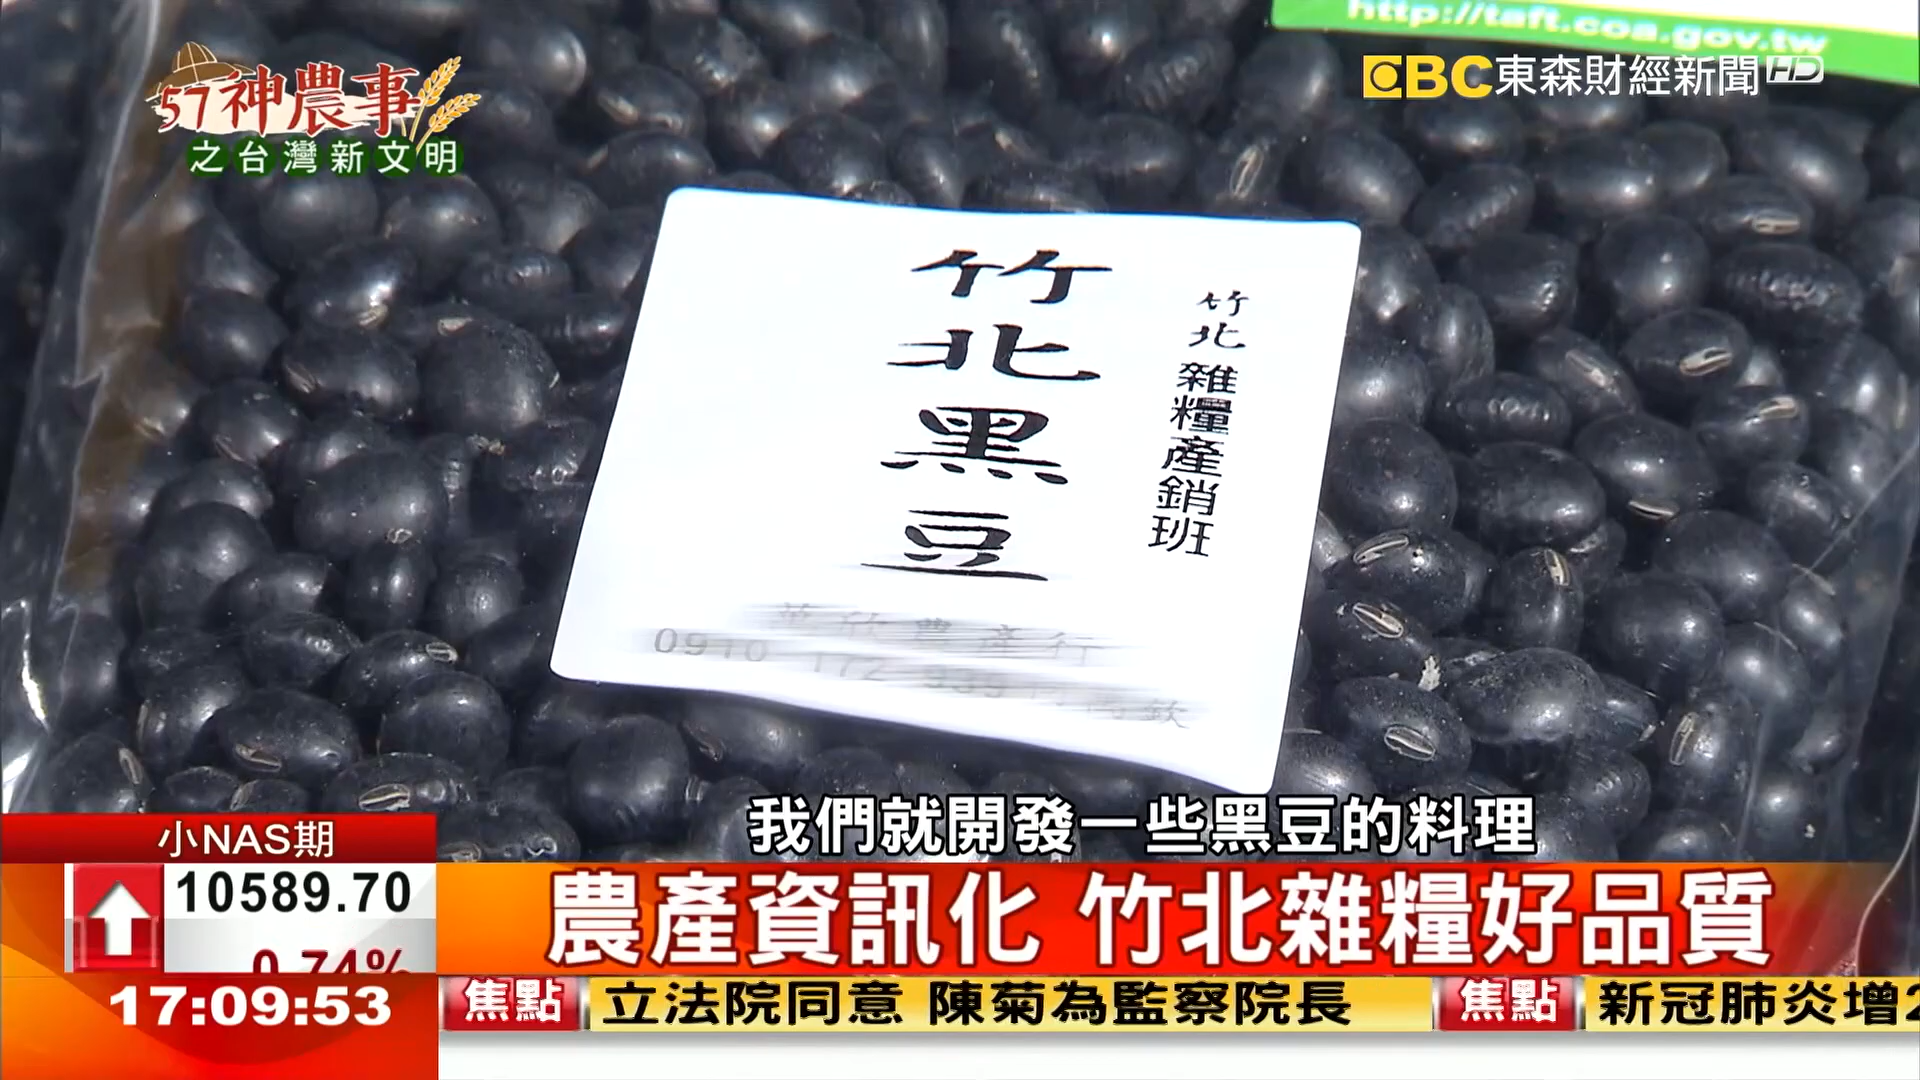 http://taft.coa.gov.tw
57神農事
之台灣新文明
EBC東森財經新聞HD
竹北黑豆
竹北雜糧產銷班
我們就開發一些黑豆的料理
小NAS期
10589.70
0.74%
農產資訊化 竹北雜糧好品質
17:09:53
焦點 立法院同意 陳菊為監察院長
焦點 新冠肺炎增2